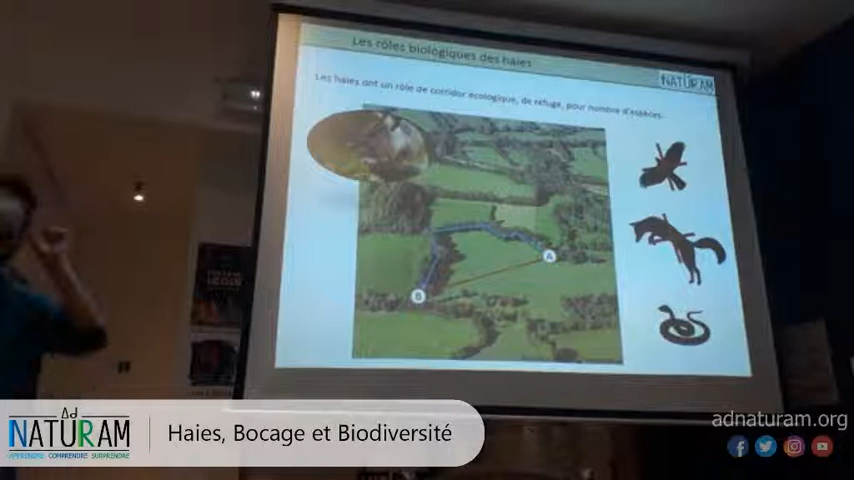 Les rôles biologiques des haies
NATURAM
Les haies ont un rôle de corridor écologique, de refuge, pour nombre d'espèces.
A
B
Ad
NATURAM
APPRENDRE COMPRENDRE SURPRENDRE
Haies, Bocage et Biodiversité
adnaturam.org